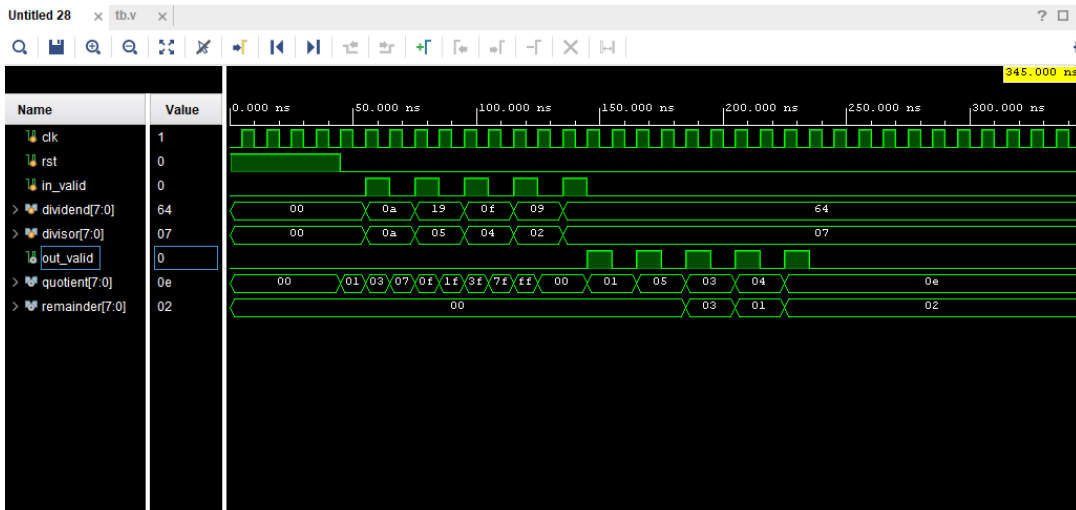 Untitled 28 × tb.v × ? □
345.000 ns
Name Value 0.000 ns 50.000 ns 100.000 ns 150.000 ns 200.000 ns 250.000 ns 300.000 ns
clk 1
rst 0
in_valid 0
> dividend[7:0] 64 00 0a 19 0f 09 64
> divisor[7:0] 07 00 0a 05 04 02 07
out_valid 0
> quotient[7:0] 0e 00 01 03 07 0f 1f 3f 7f ff 00 01 05 03 04 0e
> remainder[7:0] 02 00 03 01 02